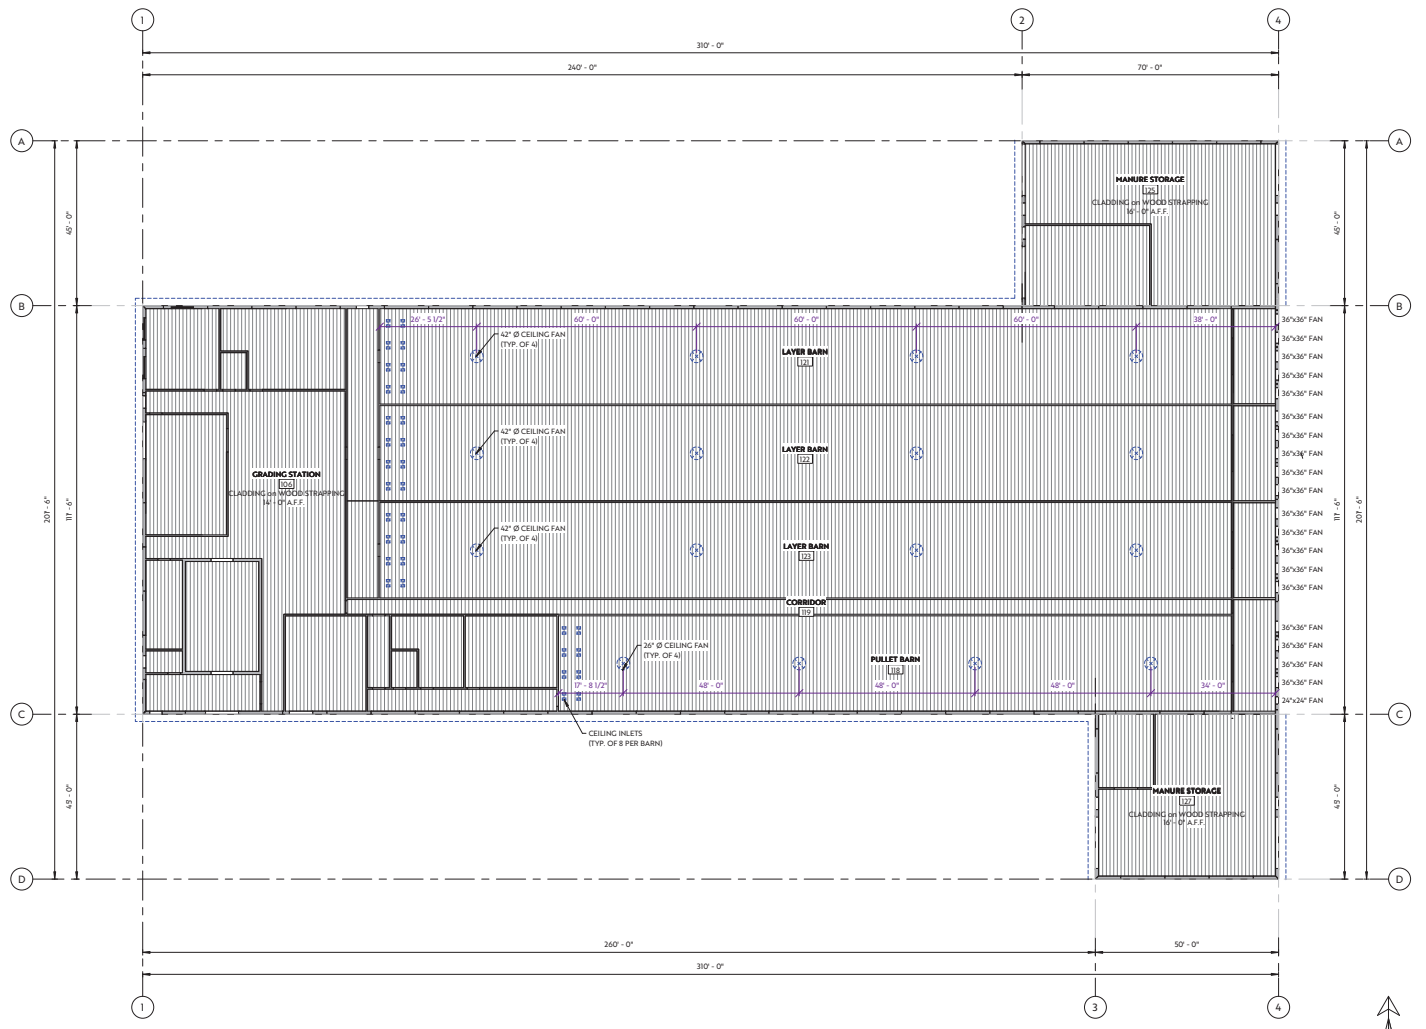 1
2
4
310' - 0"
240' - 0"
70' - 0"
A
A
MANURE STORAGE
125
CLADDING on WOOD STRAPPING
16' - 0" A.F.F.
45' - 0"
45' - 0"
B
B
26' - 5 1/2"
60' - 0"
60' - 0"
60' - 0"
38' - 0"
36"x36" FAN
36"x36" FAN
36"x36" FAN
36"x36" FAN
36"x36" FAN
42" Ø CEILING FAN
(TYP. OF 4)
LAYER BARN
121
42" Ø CEILING FAN
(TYP. OF 4)
LAYER BARN
122
36"x36" FAN
36"x36" FAN
36"x36" FAN
36"x36" FAN
36"x36" FAN
GRADING STATION
106
CLADDING on WOOD STRAPPING
14' - 0" A.F.F.
207' - 6"
117' - 6"
117' - 6"
207' - 6"
42" Ø CEILING FAN
(TYP. OF 4)
LAYER BARN
123
36"x36" FAN
36"x36" FAN
36"x36" FAN
36"x36" FAN
36"x36" FAN
CORRIDOR
119
26" Ø CEILING FAN
(TYP. OF 4)
PULLET BARN
118
36"x36" FAN
36"x36" FAN
36"x36" FAN
36"x36" FAN
24"x24" FAN
17' - 8 1/2"
48' - 0"
48' - 0"
48' - 0"
34' - 0"
C
C
CEILING INLETS
(TYP. OF 8 PER BARN)
MANURE STORAGE
127
CLADDING on WOOD STRAPPING
16' - 0" A.F.F.
45' - 0"
45' - 0"
D
D
260' - 0"
50' - 0"
310' - 0"
1
3
4